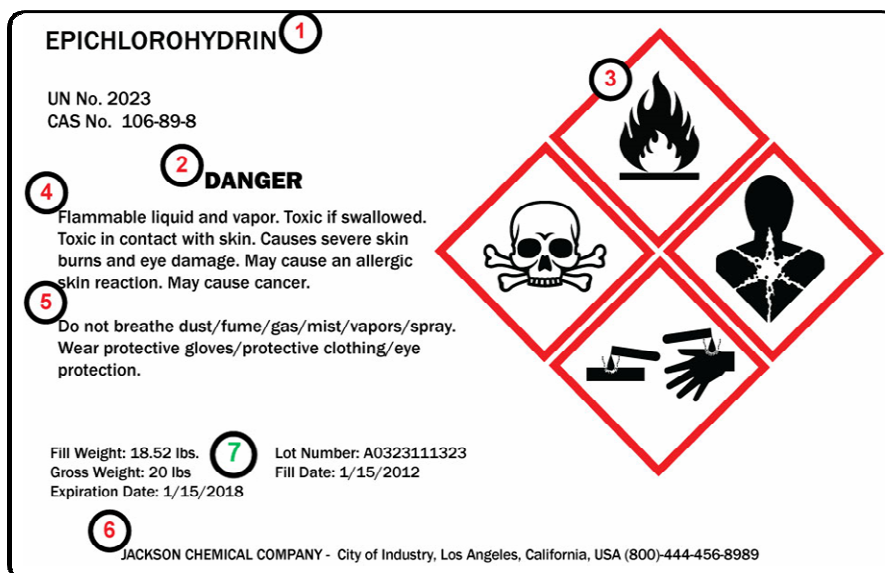 EPICHLOROHYDRIN 1
UN No. 2023
CAS No. 106-89-8
2 DANGER
3
4
Flammable liquid and vapor. Toxic if swallowed.
Toxic in contact with skin. Causes severe skin
burns and eye damage. May cause an allergic
skin reaction. May cause cancer.
5
Do not breathe dust/fume/gas/mist/vapors/spray.
Wear protective gloves/protective clothing/eye
protection.
Fill Weight: 18.52 lbs. 7 Lot Number: A0323111323
Gross Weight: 20 lbs Fill Date: 1/15/2012
Expiration Date: 1/15/2018
6
JACKSON CHEMICAL COMPANY - City of Industry, Los Angeles, California, USA (800)-444-456-8989